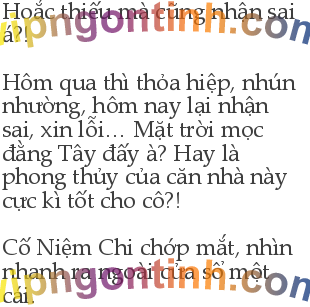 Hoắc thiếu mà cũng nhận sai
á?!
Hôm qua thì thỏa hiệp, nhún
nhường, hôm nay lại nhận
sai, xin lỗi… Mặt trời mọc
đằng Tây đấy à? Hay là
phong thủy của căn nhà này
cực kì tốt cho cô?!
Cố Niệm Chi chớp mắt, nhìn
nhanh ra ngoài cửa sổ một
cái.
vipngontinh.com
vipngontinh.com